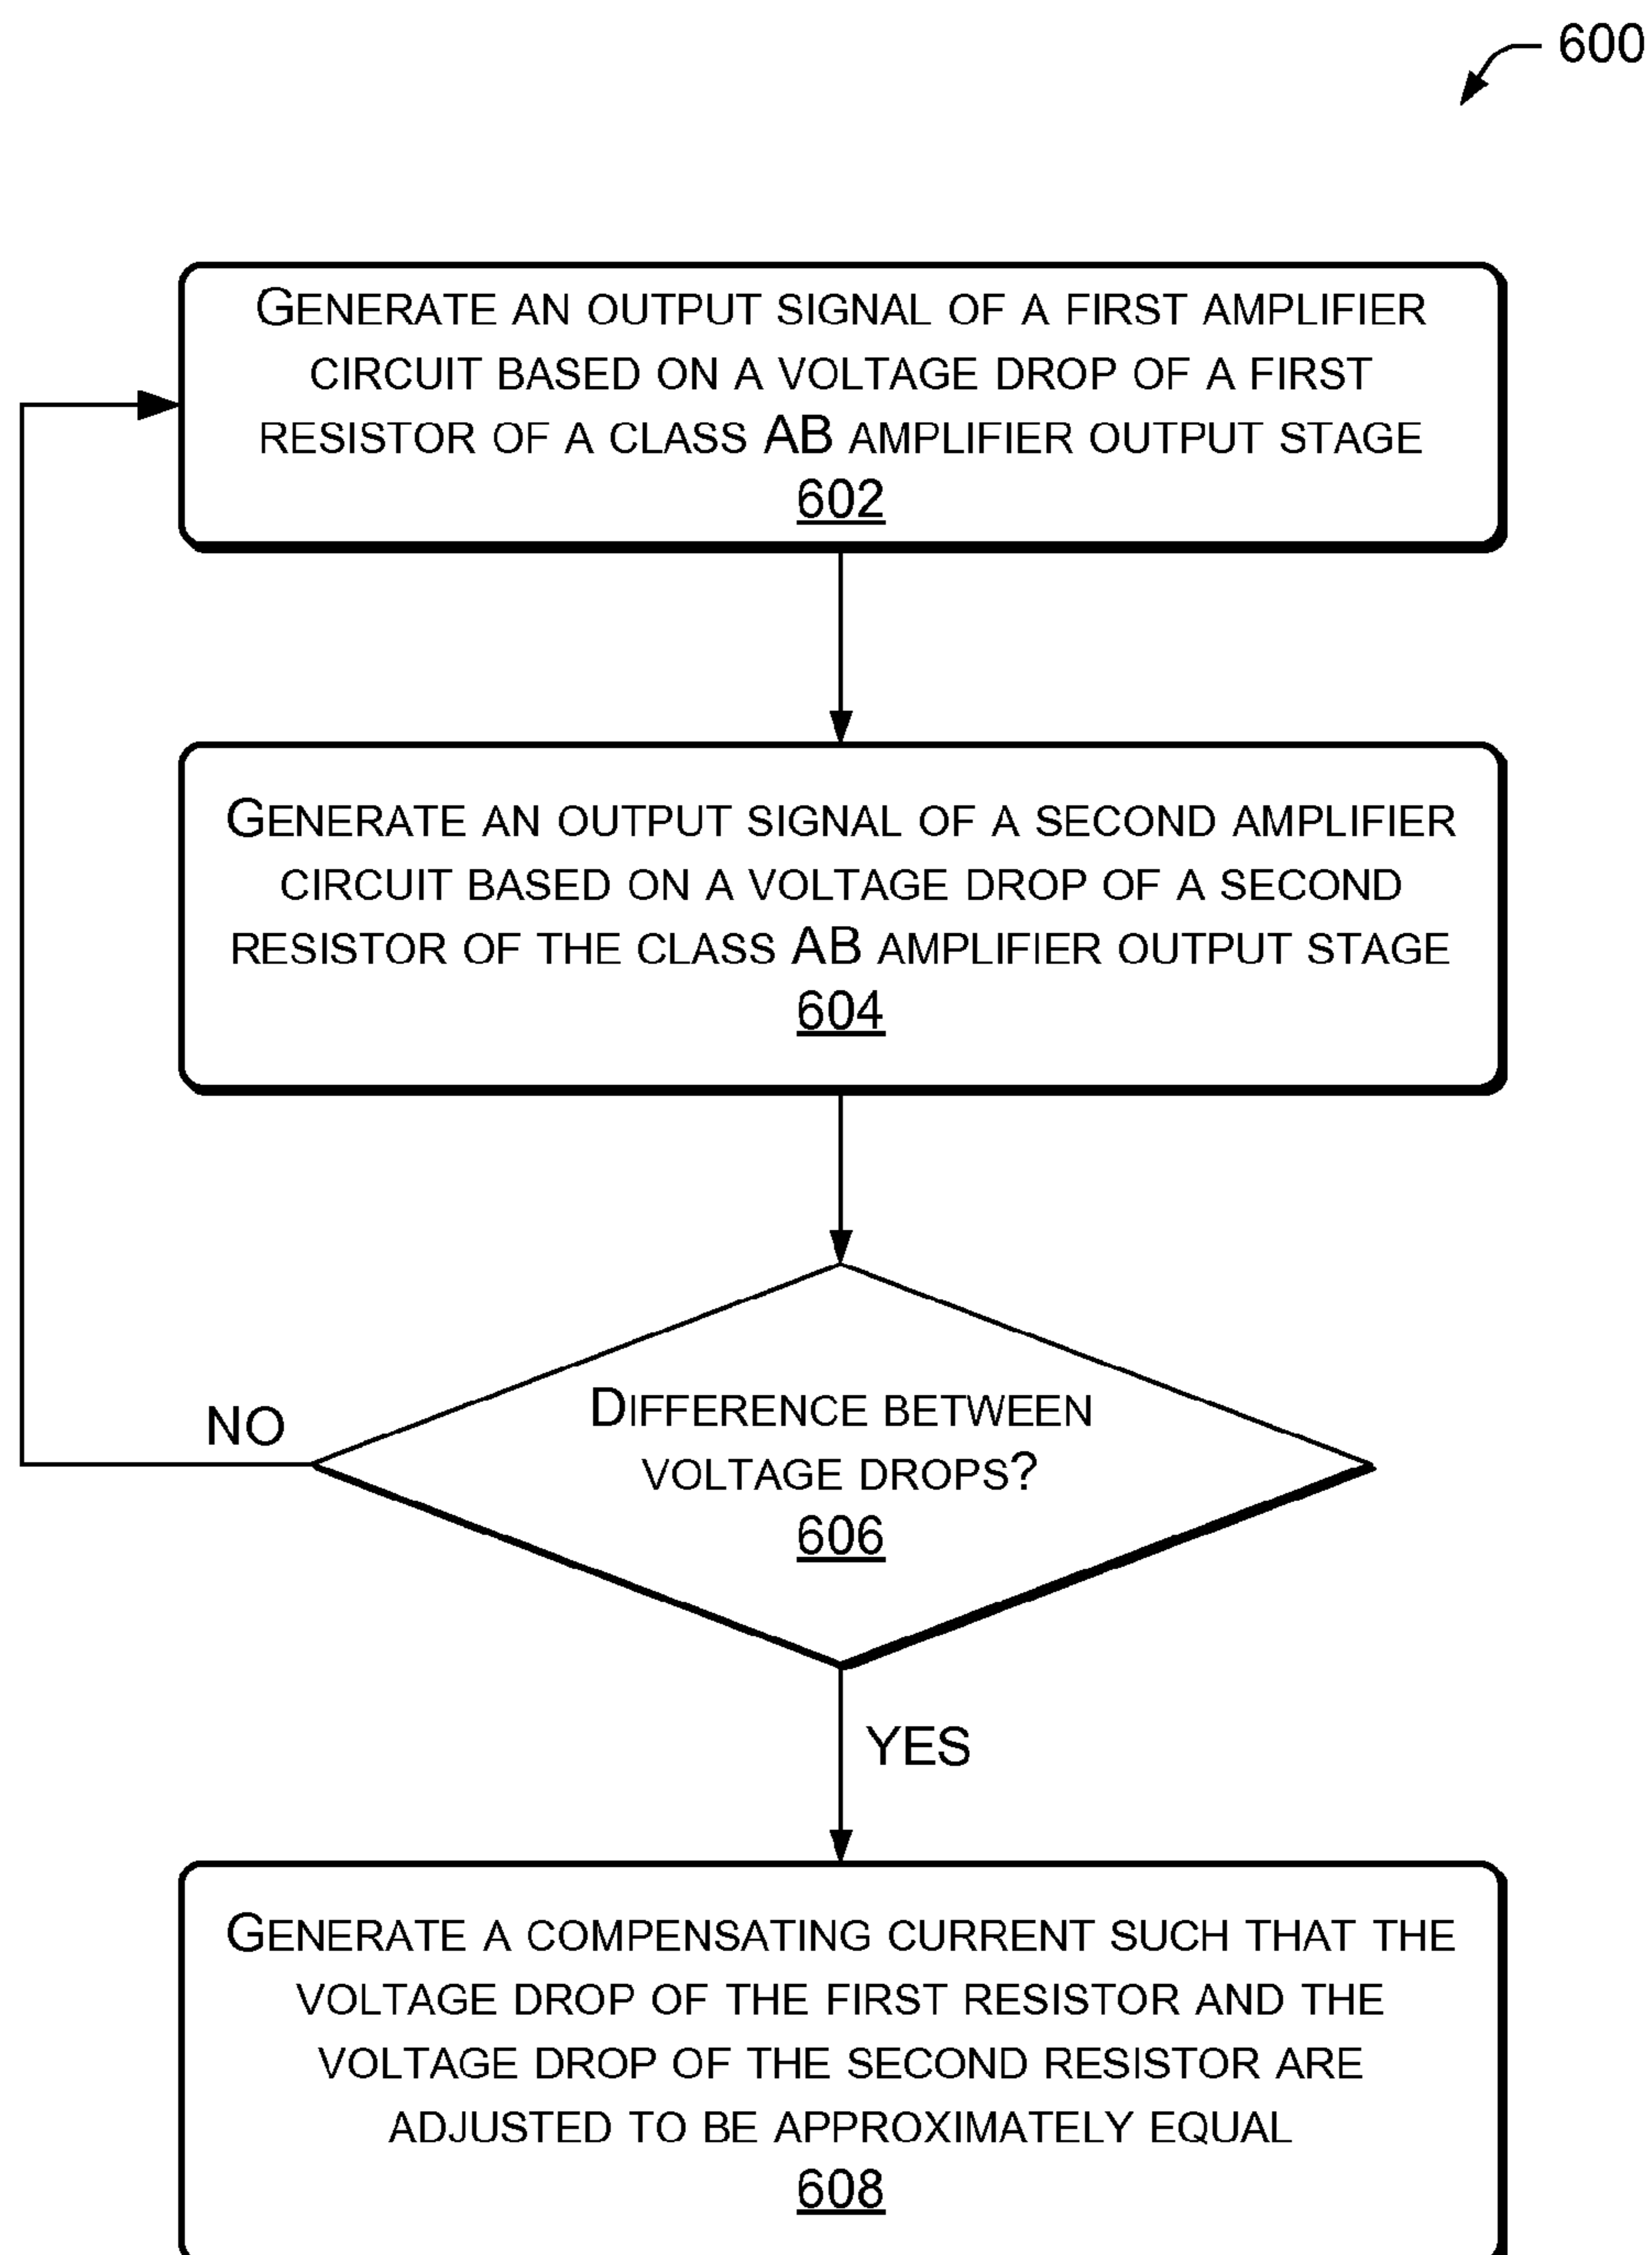 600
GENERATE AN OUTPUT SIGNAL OF A FIRST AMPLIFIER
CIRCUIT BASED ON A VOLTAGE DROP OF A FIRST
RESISTOR OF A CLASS AB AMPLIFIER OUTPUT STAGE
602
GENERATE AN OUTPUT SIGNAL OF A SECOND AMPLIFIER
CIRCUIT BASED ON A VOLTAGE DROP OF A SECOND
RESISTOR OF THE CLASS AB AMPLIFIER OUTPUT STAGE
604
DIFFERENCE BETWEEN
VOLTAGE DROPS?
606
NO
YES
GENERATE A COMPENSATING CURRENT SUCH THAT THE
VOLTAGE DROP OF THE FIRST RESISTOR AND THE
VOLTAGE DROP OF THE SECOND RESISTOR ARE
ADJUSTED TO BE APPROXIMATELY EQUAL
608